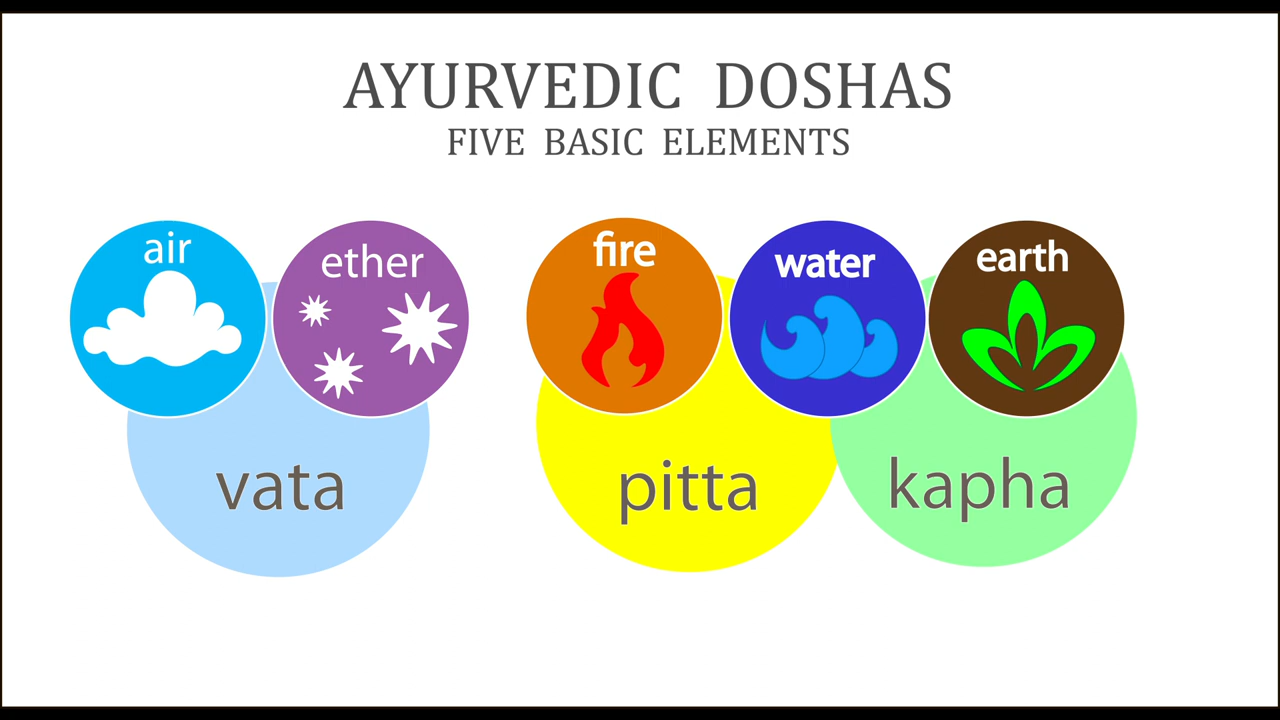 AYURVEDIC DOSHAS
FIVE BASIC ELEMENTS
air
ether
fire
water
earth
vata
pitta
kapha